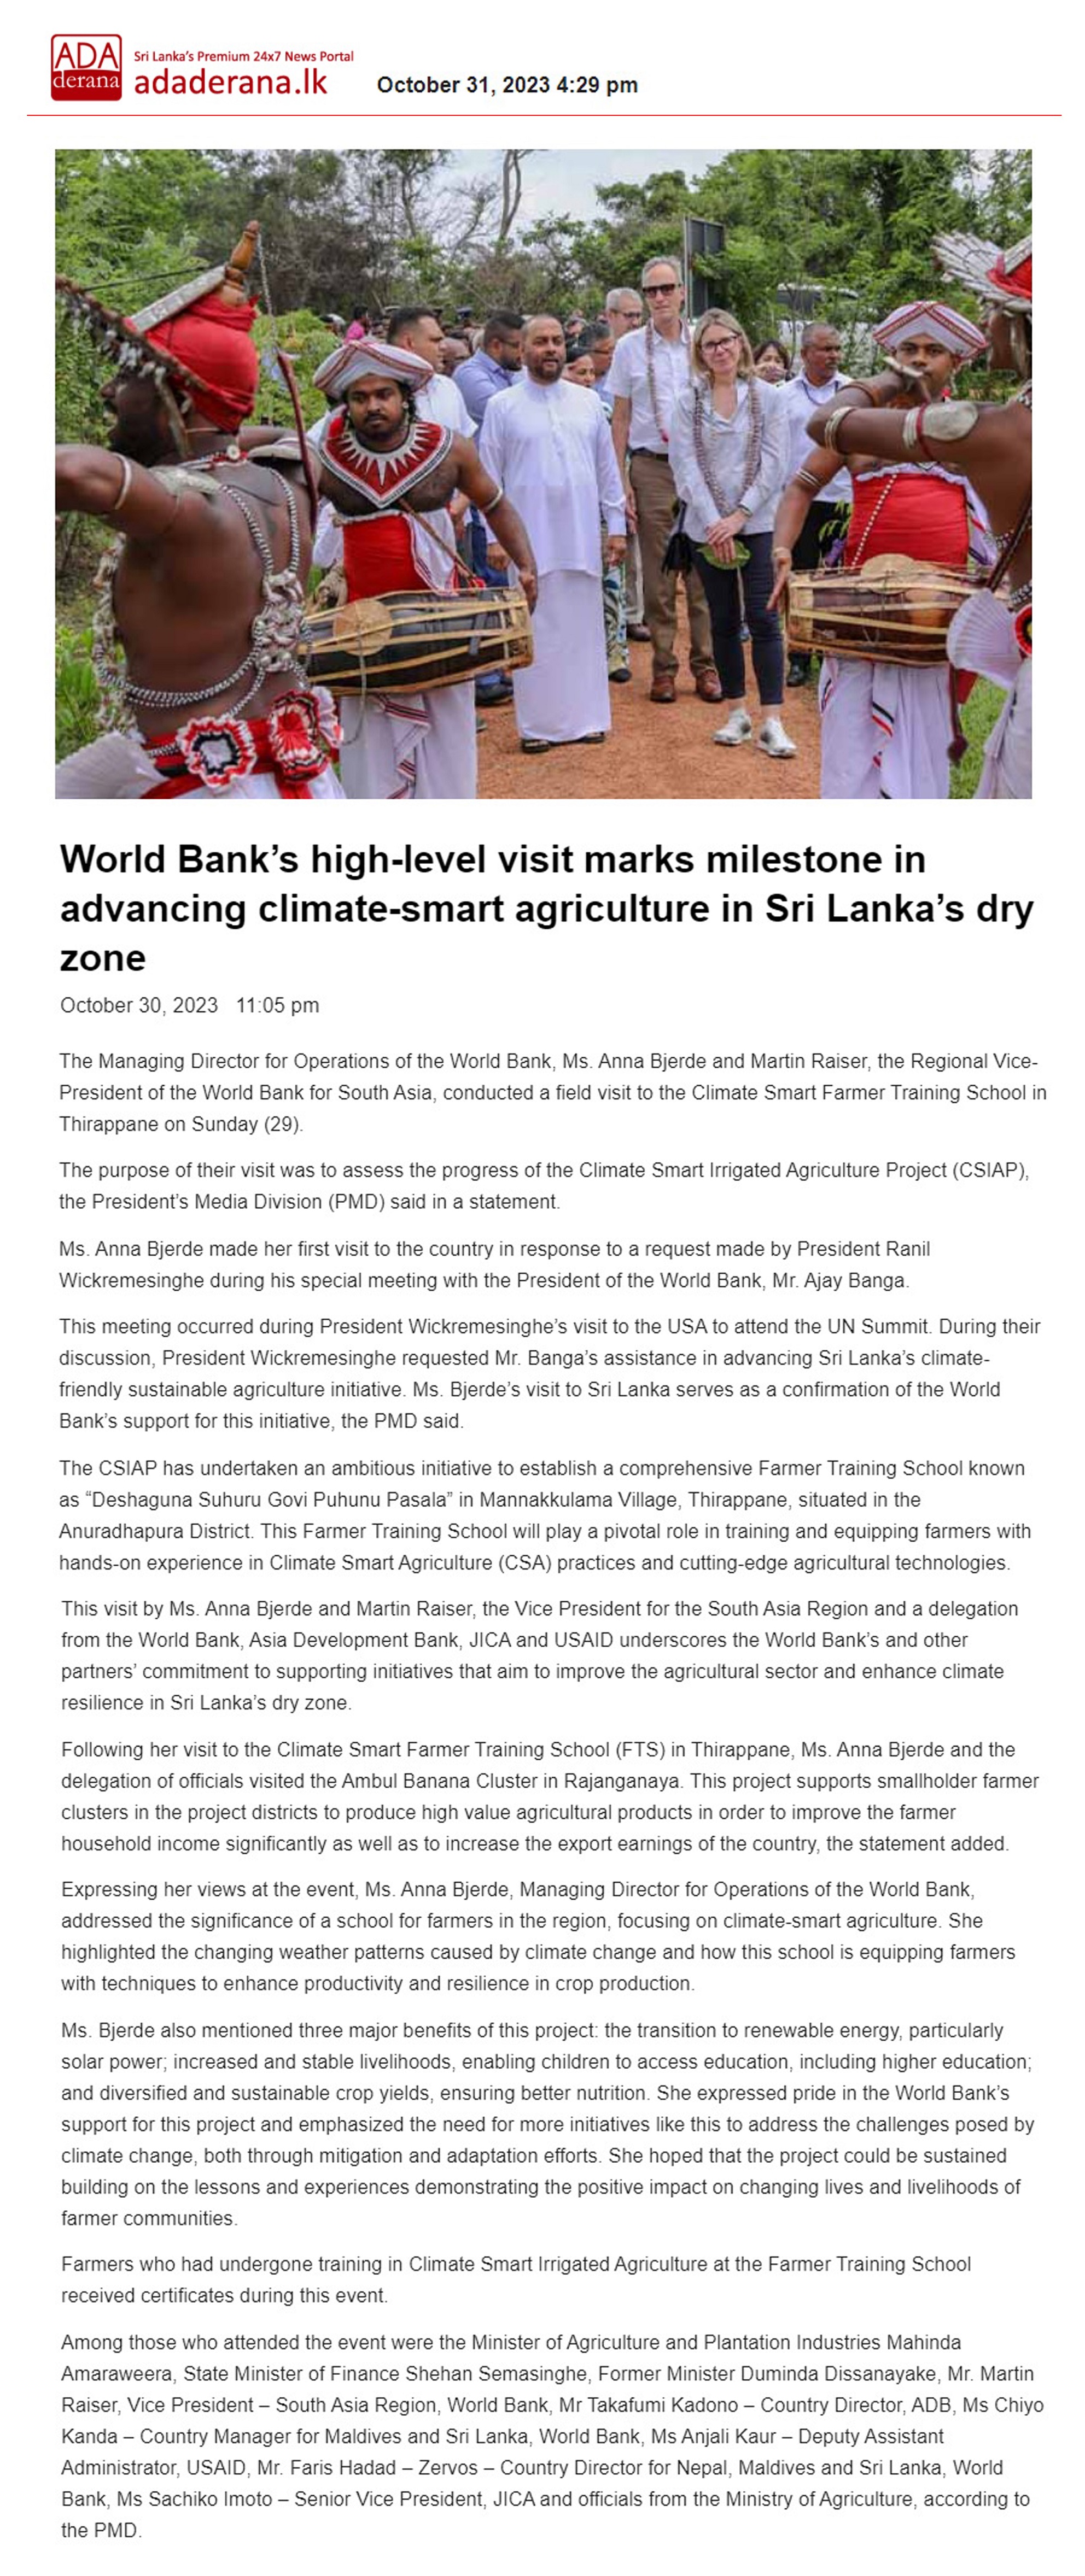 ADA
derana
Sri Lanka's Premium 24x7 News Portal
adaderana.lk
October 31, 2023 4:29 pm
World Bank's high-level visit marks milestone in
advancing climate-smart agriculture in Sri Lanka's dry
zone
October 30, 2023 11:05 pm
The Managing Director for Operations of the World Bank, Ms. Anna Bjerde and Martin Raiser, the Regional Vice-
President of the World Bank for South Asia, conducted a field visit to the Climate Smart Farmer Training School in
Thirappane on Sunday (29).
The purpose of their visit was to assess the progress of the Climate Smart Irrigated Agriculture Project (CSIAP),
the President's Media Division (PMD) said in a statement.
Ms. Anna Bjerde made her first visit to the country in response to a request made by President Ranil
Wickremesinghe during his special meeting with the President of the World Bank, Mr. Ajay Banga.
This meeting occurred during President Wickremesinghe's visit to the USA to attend the UN Summit. During their
discussion, President Wickremesinghe requested Mr. Banga's assistance in advancing Sri Lanka's climate-
friendly sustainable agriculture initiative. Ms. Bjerde's visit to Sri Lanka serves as a confirmation of the World
Bank's support for this initiative, the PMD said.
The CSIAP has undertaken an ambitious initiative to establish a comprehensive Farmer Training School known
as “Deshaguna Suhuru Govi Puhunu Pasala” in Mannakkulama Village, Thirappane, situated in the
Anuradhapura District. This Farmer Training School will play a pivotal role in training and equipping farmers with
hands-on experience in Climate Smart Agriculture (CSA) practices and cutting-edge agricultural technologies.
This visit by Ms. Anna Bjerde and Martin Raiser, the Vice President for the South Asia Region and a delegation
from the World Bank, Asia Development Bank, JICA and USAID underscores the World Bank's and other
partners' commitment to supporting initiatives that aim to improve the agricultural sector and enhance climate
resilience in Sri Lanka's dry zone.
Following her visit to the Climate Smart Farmer Training School (FTS) in Thirappane, Ms. Anna Bjerde and the
delegation of officials visited the Ambul Banana Cluster in Rajanganaya. This project supports smallholder farmer
clusters in the project districts to produce high value agricultural products in order to improve the farmer
household income significantly as well as to increase the export earnings of the country, the statement added.
Expressing her views at the event, Ms. Anna Bjerde, Managing Director for Operations of the World Bank,
addressed the significance of a school for farmers in the region, focusing on climate-smart agriculture. She
highlighted the changing weather patterns caused by climate change and how this school is equipping farmers
with techniques to enhance productivity and resilience in crop production.
Ms. Bjerde also mentioned three major benefits of this project: the transition to renewable energy, particularly
solar power; increased and stable livelihoods, enabling children to access education, including higher education;
and diversified and sustainable crop yields, ensuring better nutrition. She expressed pride in the World Bank's
support for this project and emphasized the need for more initiatives like this to address the challenges posed by
climate change, both through mitigation and adaptation efforts. She hoped that the project could be sustained
building on the lessons and experiences demonstrating the positive impact on changing lives and livelihoods of
farmer communities.
Farmers who had undergone training in Climate Smart Irrigated Agriculture at the Farmer Training School
received certificates during this event.
Among those who attended the event were the Minister of Agriculture and Plantation Industries Mahinda
Amaraweera, State Minister of Finance Shehan Semasinghe, Former Minister Duminda Dissanayake, Mr. Martin
Raiser, Vice President – South Asia Region, World Bank, Mr Takafumi Kadono – Country Director, ADB, Ms Chiyo
Kanda – Country Manager for Maldives and Sri Lanka, World Bank, Ms Anjali Kaur – Deputy Assistant
Administrator, USAID, Mr. Faris Hadad – Zervos – Country Director for Nepal, Maldives and Sri Lanka, World
Bank, Ms Sachiko Imoto – Senior Vice President, JICA and officials from the Ministry of Agriculture, according to
the PMD.